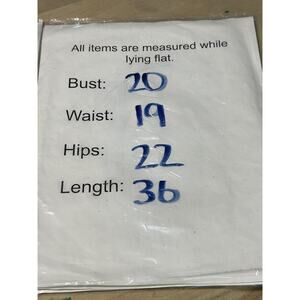 All items are measured while
lying flat.
Bust: 20
Waist: 19
Hips: 22
Length: 36